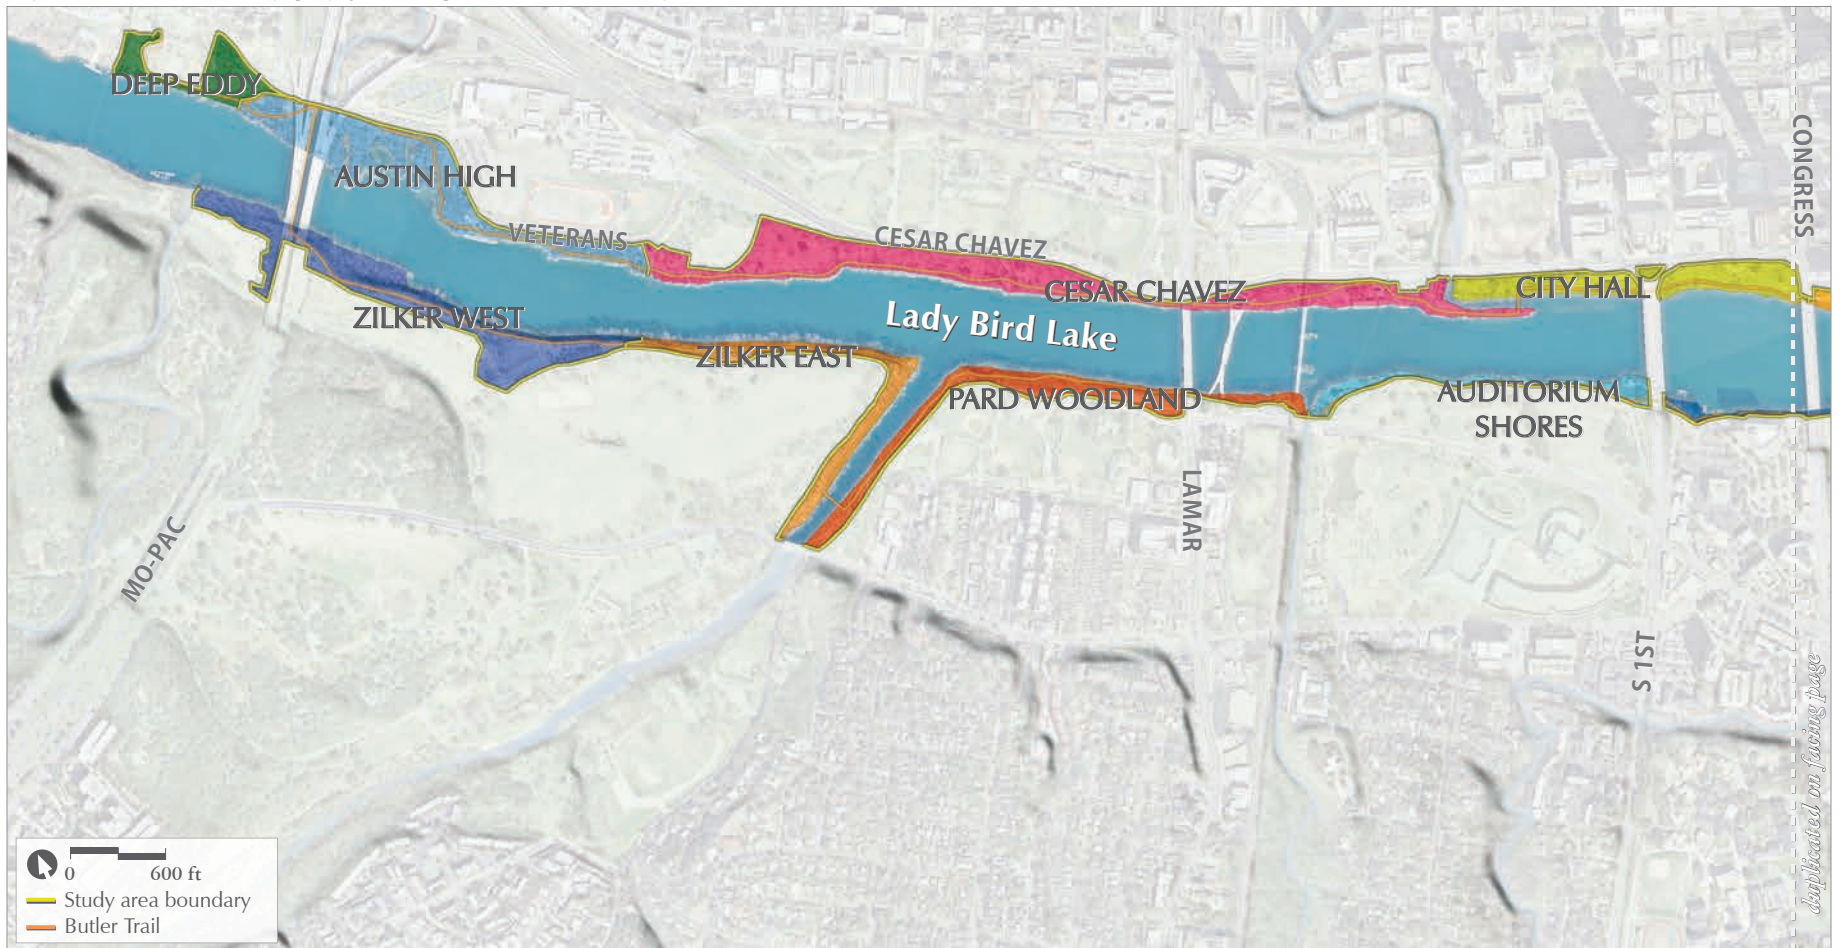 DEEP EDDY
AUSTIN HIGH
VETERANS
CESAR CHAVEZ
CESAR CHAVEZ
CITY HALL
CONGRESS
Lady Bird Lake
ZILKER WEST
ZILKER EAST
PARD WOODLAND
AUDITORIUM
SHORES
LAMAR
MO-PAC
S 1ST
duplicated on facing page
0 600 ft
Study area boundary
Butler Trail